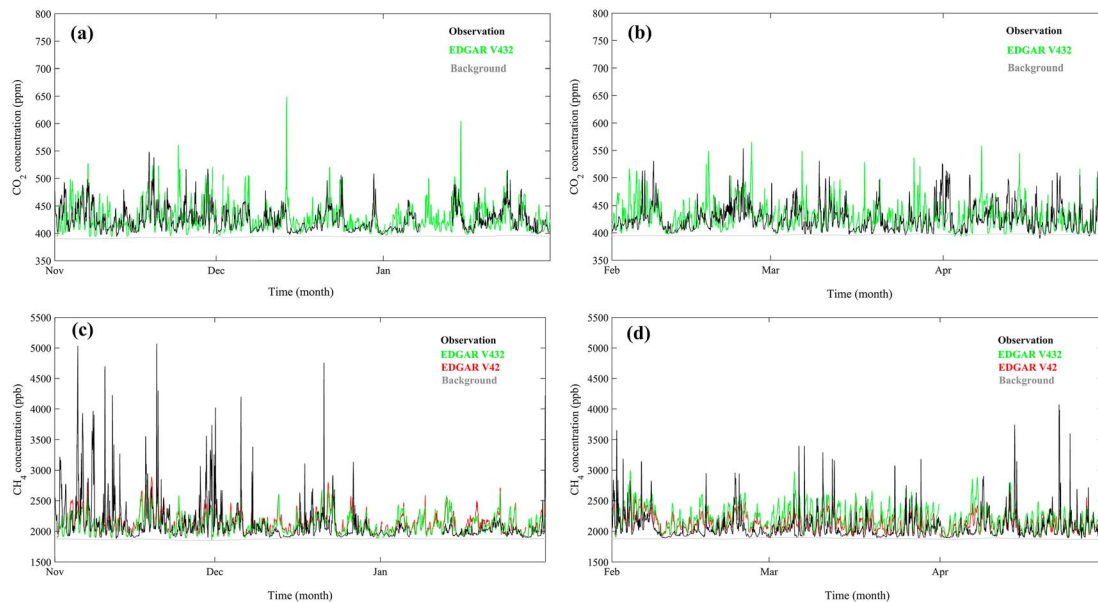 (a)
Observation
EDGAR V432
Background
800
750
700
650
600
550
500
450
400
350
CO2 concentration (ppm)
Nov Dec Jan
Time (month)
(b)
Observation
EDGAR V432
Background
800
750
700
650
600
550
500
450
400
350
CO2 concentration (ppm)
Feb Mar Apr
Time (month)
(c)
Observation
EDGAR V432
EDGAR V42
Background
5500
5000
4500
4000
3500
3000
2500
2000
1500
CH4 concentration (ppb)
Nov Dec Jan
Time (month)
(d)
Observation
EDGAR V432
EDGAR V42
Background
5500
5000
4500
4000
3500
3000
2500
2000
1500
CH4 concentration (ppb)
Feb Mar Apr
Time (month)